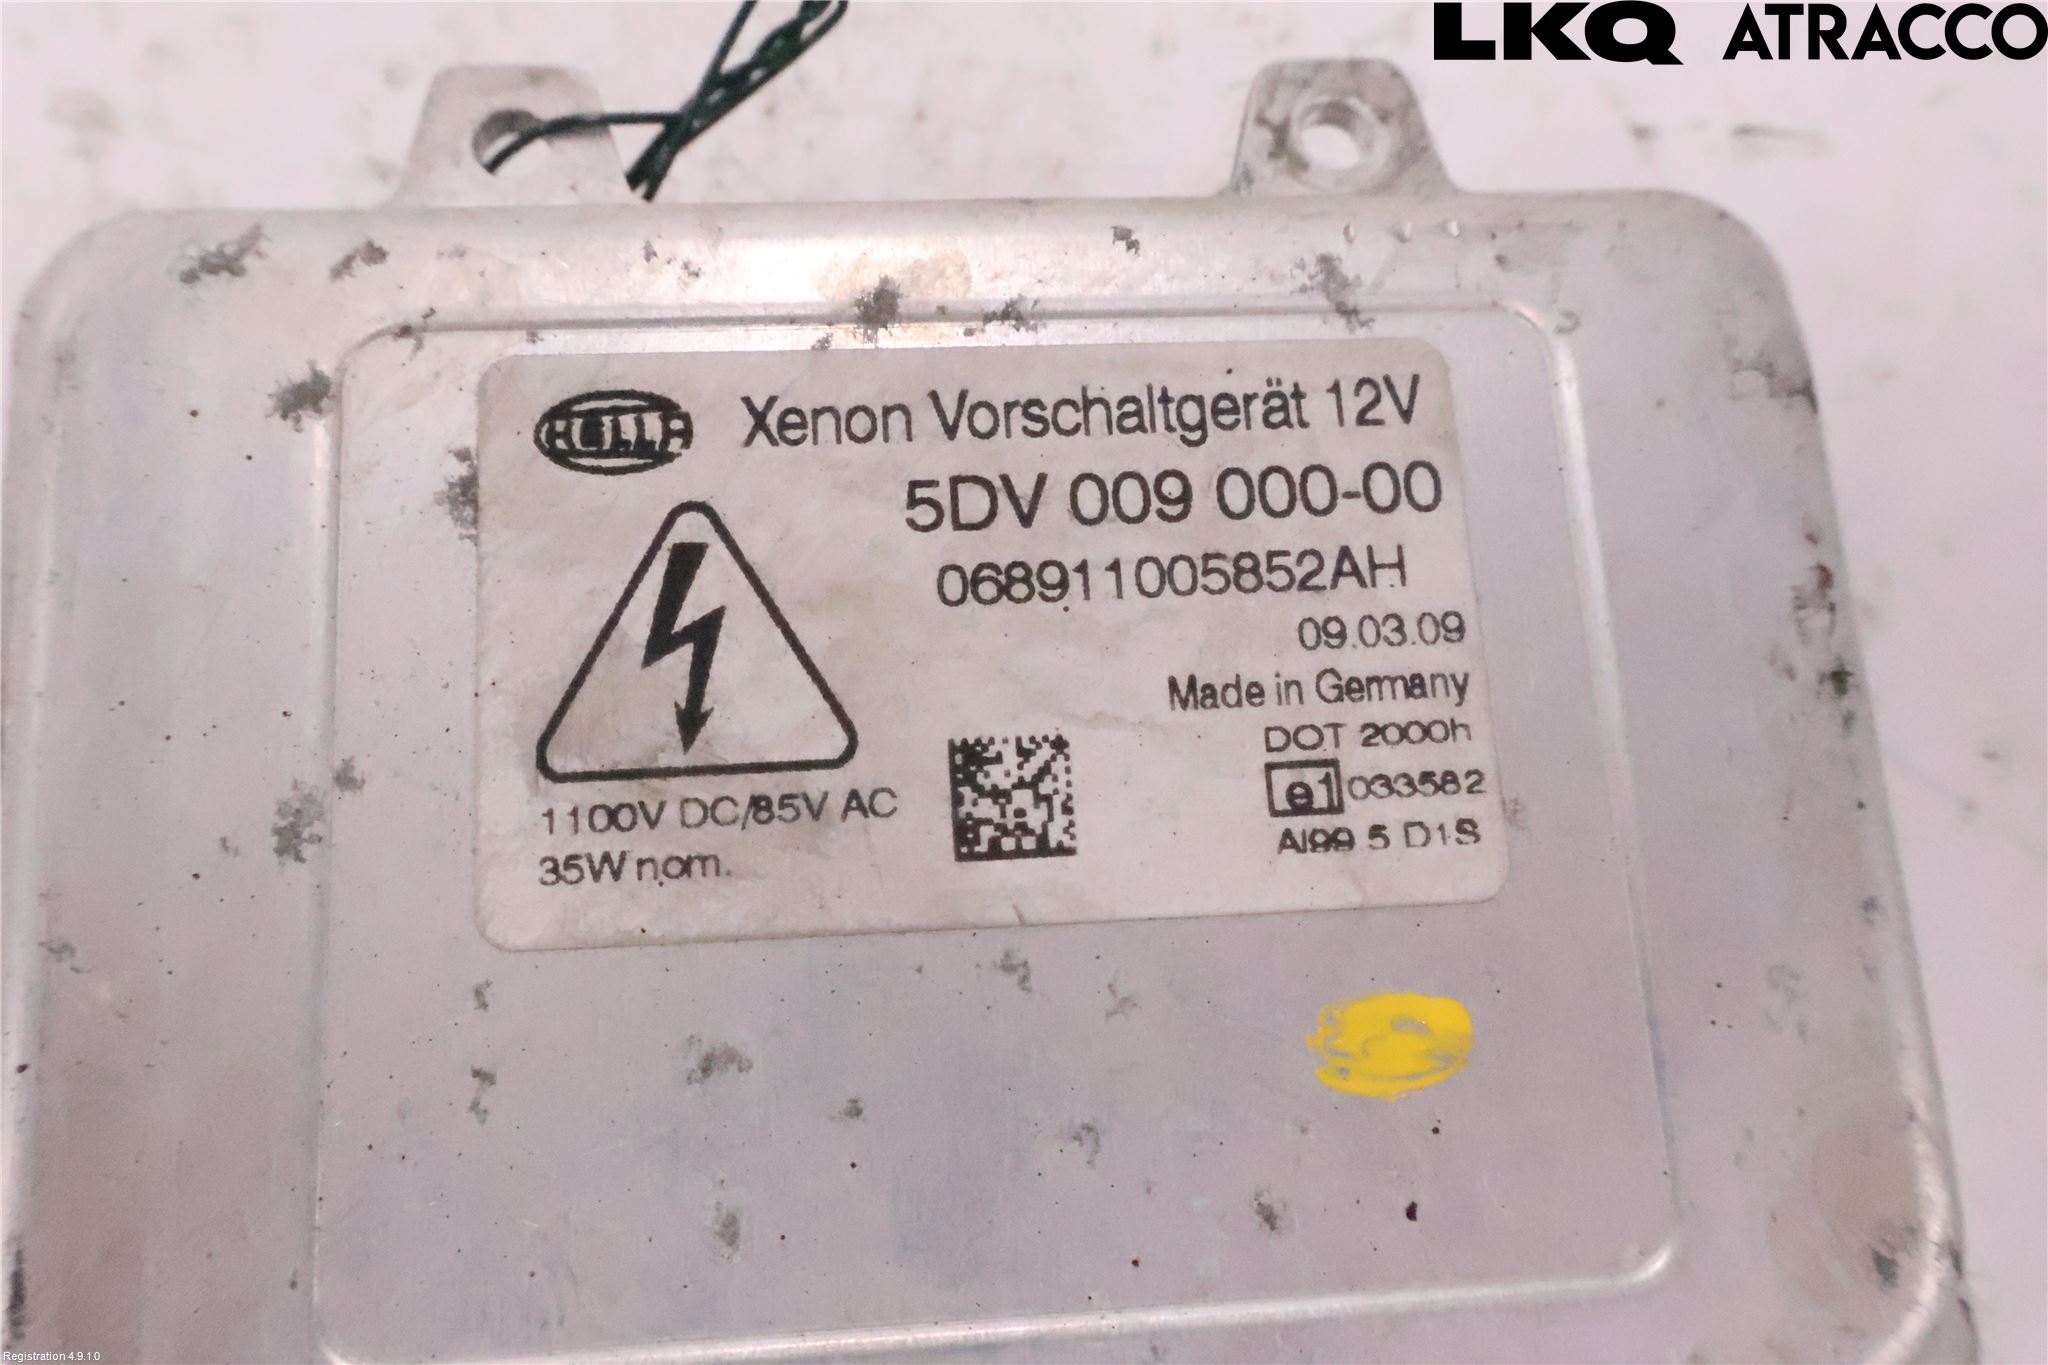 LKQ ATRACCO
HELLA
Xenon Vorschaltgerät 12V
5DV 009 000-00
068911005852AH
09.03.09
Made in Germany
DOT 2000h
e1 033582
AI99 5 D1S
1100V DC/85V AC
35W nom.
Registration 4.9.1.0